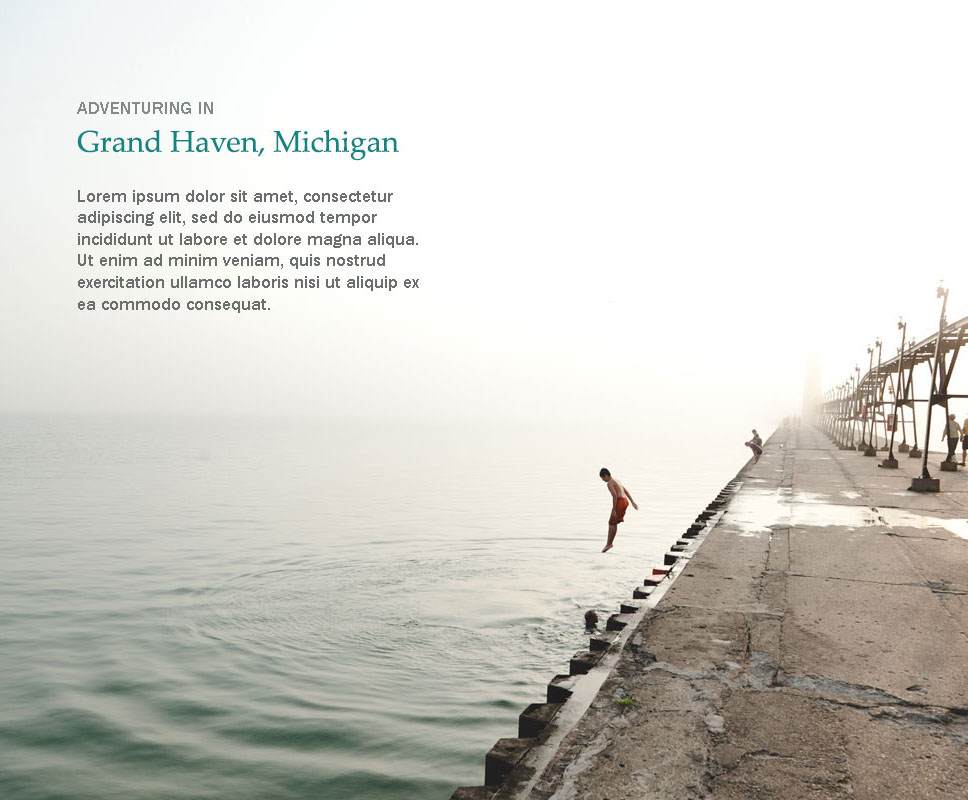 ADVENTURING IN
Grand Haven, Michigan
Lorem ipsum dolor sit amet, consectetur
adipiscing elit, sed do eiusmod tempor
incididunt ut labore et dolore magna aliqua.
Ut enim ad minim veniam, quis nostrud
exercitation ullamco laboris nisi ut aliquip ex
ea commodo consequat.